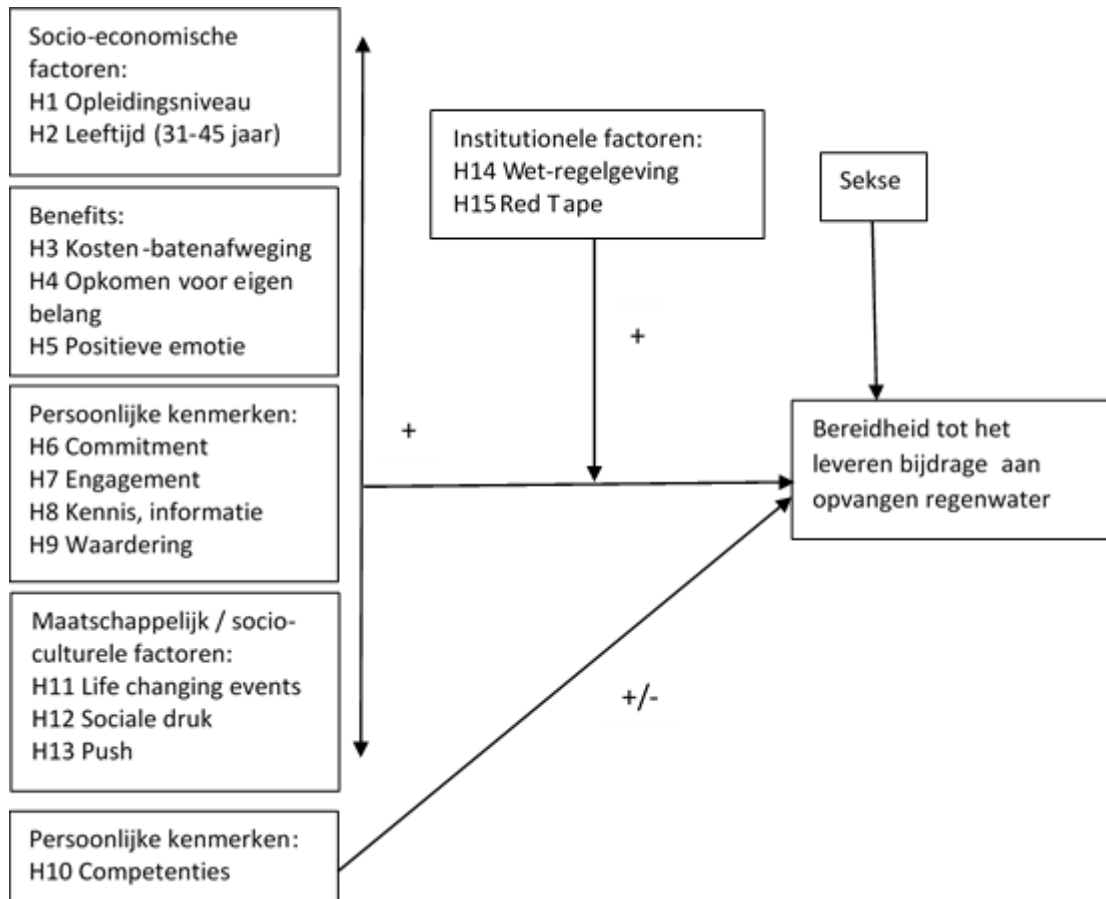 Socio-economische
factoren:
H1 Opleidingsniveau
H2 Leeftijd (31-45 jaar)
Benefits:
H3 Kosten-batenafweging
H4 Opkomen voor eigen
belang
H5 Positieve emotie
Persoonlijke kenmerken:
H6 Commitment
H7 Engagement
H8 Kennis, informatie
H9 Waardering
Maatschappelijk / socio-
culturele factoren:
H11 Life changing events
H12 Sociale druk
H13 Push
Persoonlijke kenmerken:
H10 Competenties
+
Institutionele factoren:
H14 Wet-regelgeving
H15 Red Tape
+
+/-
Sekse
Bereidheid tot het
leveren bijdrage aan
opvangen regenwater